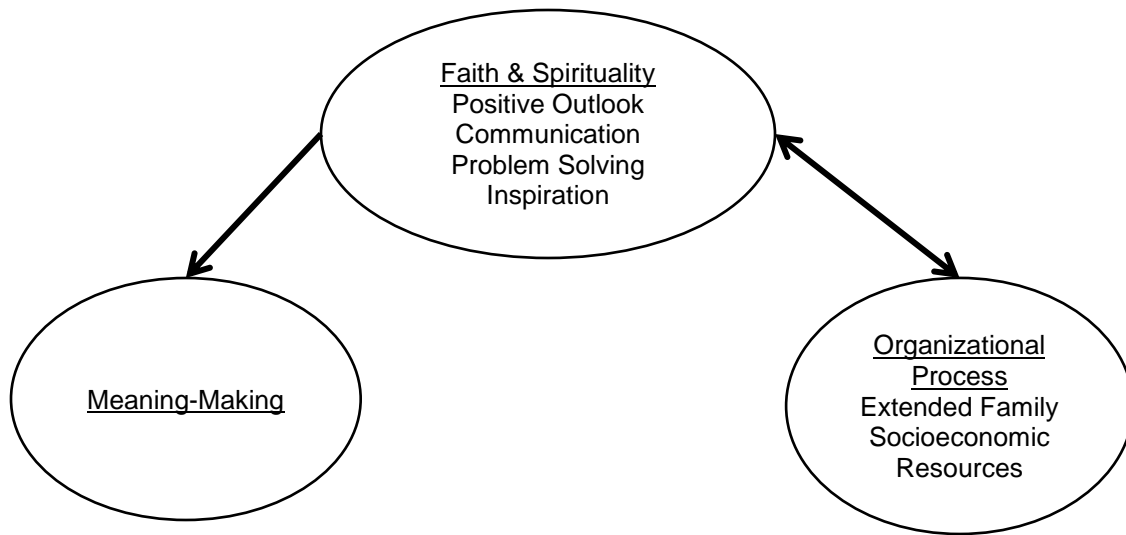 Faith & Spirituality
Positive Outlook
Communication
Problem Solving
Inspiration
Meaning-Making
Organizational
Process
Extended Family
Socioeconomic
Resources